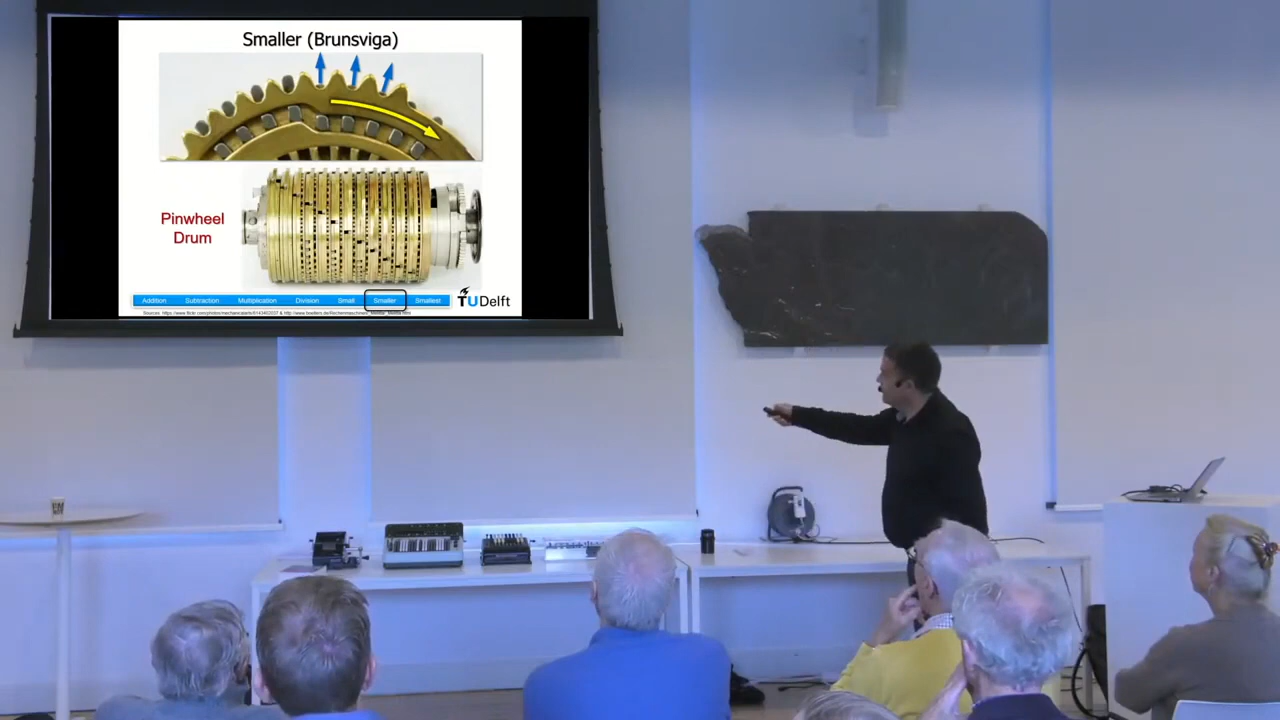 Smaller (Brunsviga)
Pinwheel
Drum
Addition Subtraction Multiplication Division Small Smaller Smallest
TUDelft